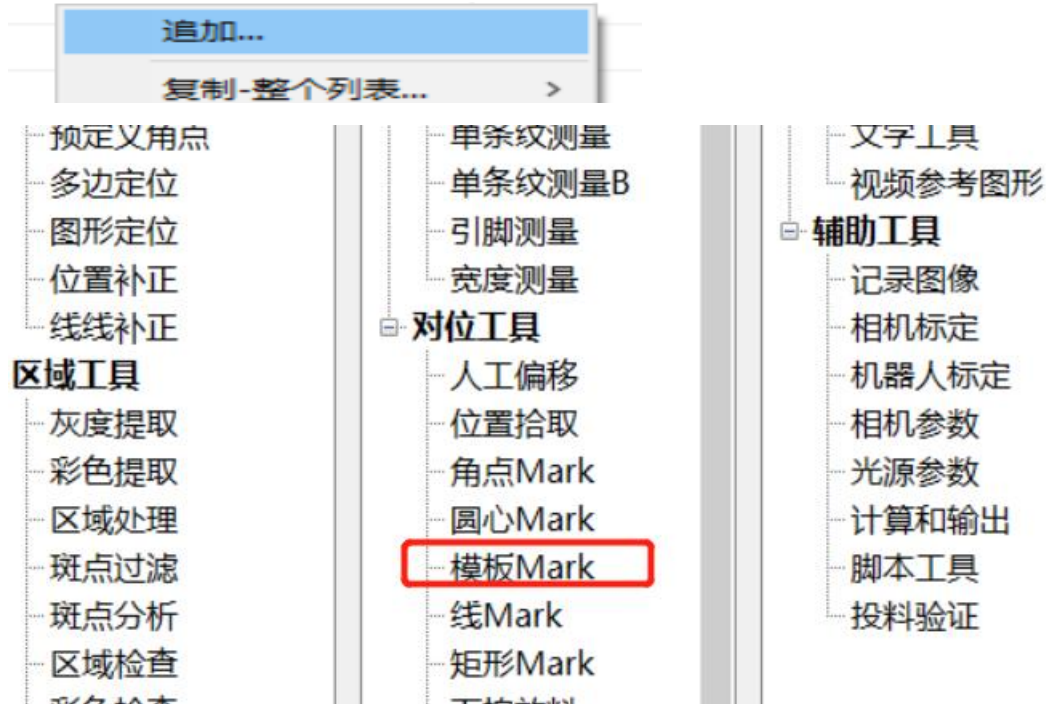 追加...
复制-整个列表...
预定义角点
多边定位
图形定位
位置补正
线线补正
区域工具
灰度提取
彩色提取
区域处理
斑点过滤
斑点分析
区域检查
彩色检查
单条纹测量
单条纹测量B
引脚测量
宽度测量
对位工具
人工偏移
位置拾取
角点Mark
圆心Mark
模板Mark
线Mark
矩形Mark
文字工具
视频参考图形
辅助工具
记录图像
相机标定
机器人标定
相机参数
光源参数
计算和输出
脚本工具
投料验证